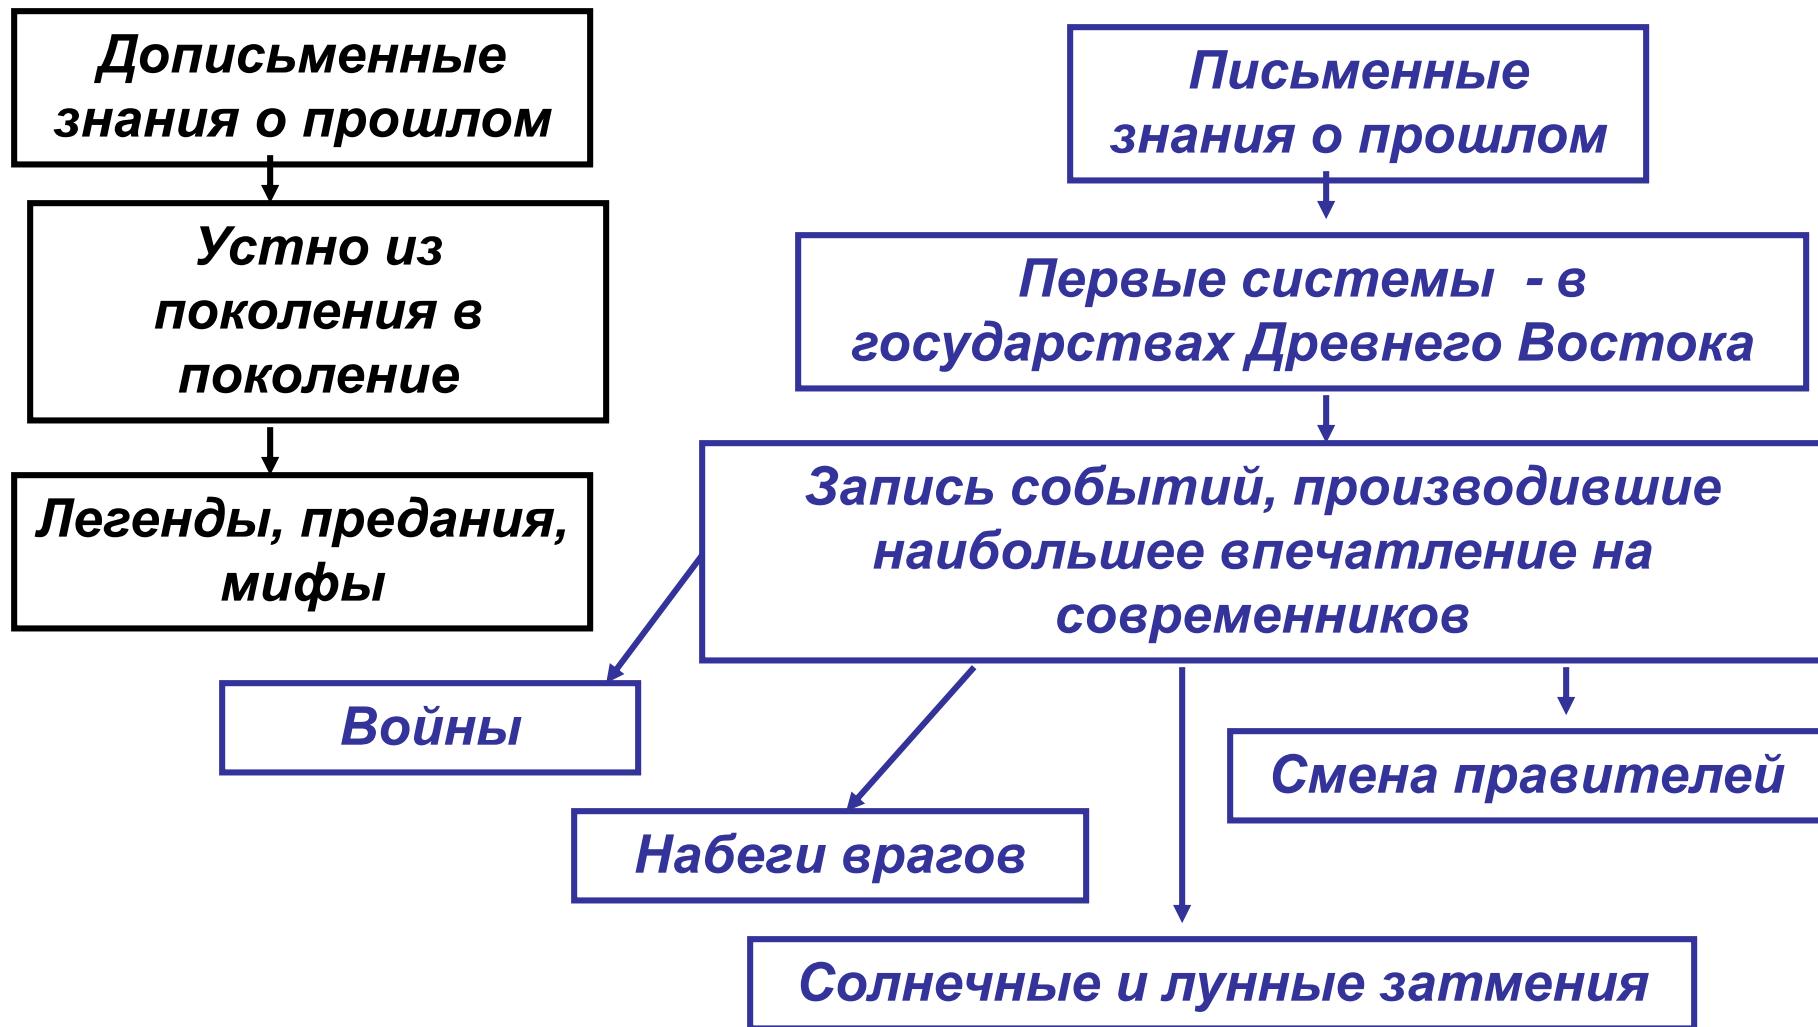 Дописьменные
знания о прошлом
Устно из
поколения в
поколение
Легенды, предания,
мифы
Письменные
знания о прошлом
Первые системы - в
государствах Древнего Востока
Запись событий, производившие
наибольшее впечатление на
современников
Войны
Набеги врагов
Солнечные и лунные затмения
Смена правителей